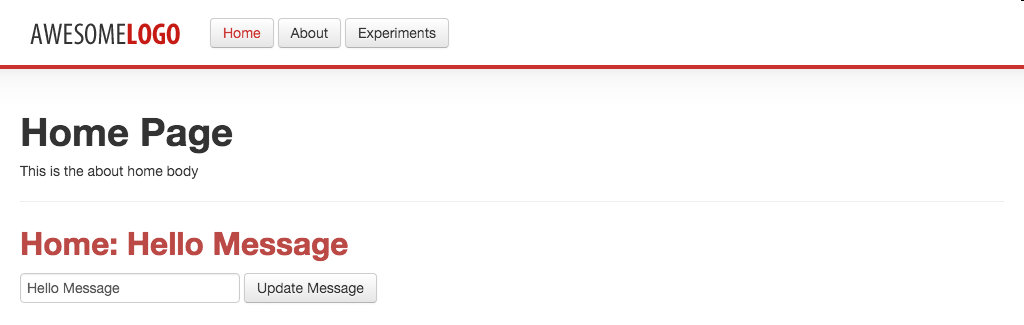 AWESOMELOGO Home About Experiments
Home Page
This is the about home body
Home: Hello Message
Hello Message Update Message